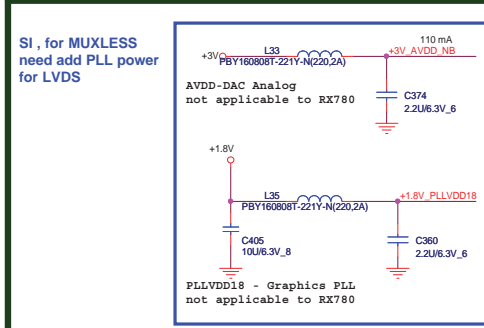 SI , for MUXLESS
need add PLL power
for LVDS
110 mA
L33
+3V
+3V_AVDD_NB
PBY160808T-221Y-N(220,2A)
AVDD-DAC Analog
not applicable to RX780
C374
2.2U/6.3V_6
+1.8V
L35
+1.8V_PLLVDD18
PBY160808T-221Y-N(220,2A)
C405
10U/6.3V_8
C360
2.2U/6.3V_6
PLLVDD18 - Graphics PLL
not applicable to RX780